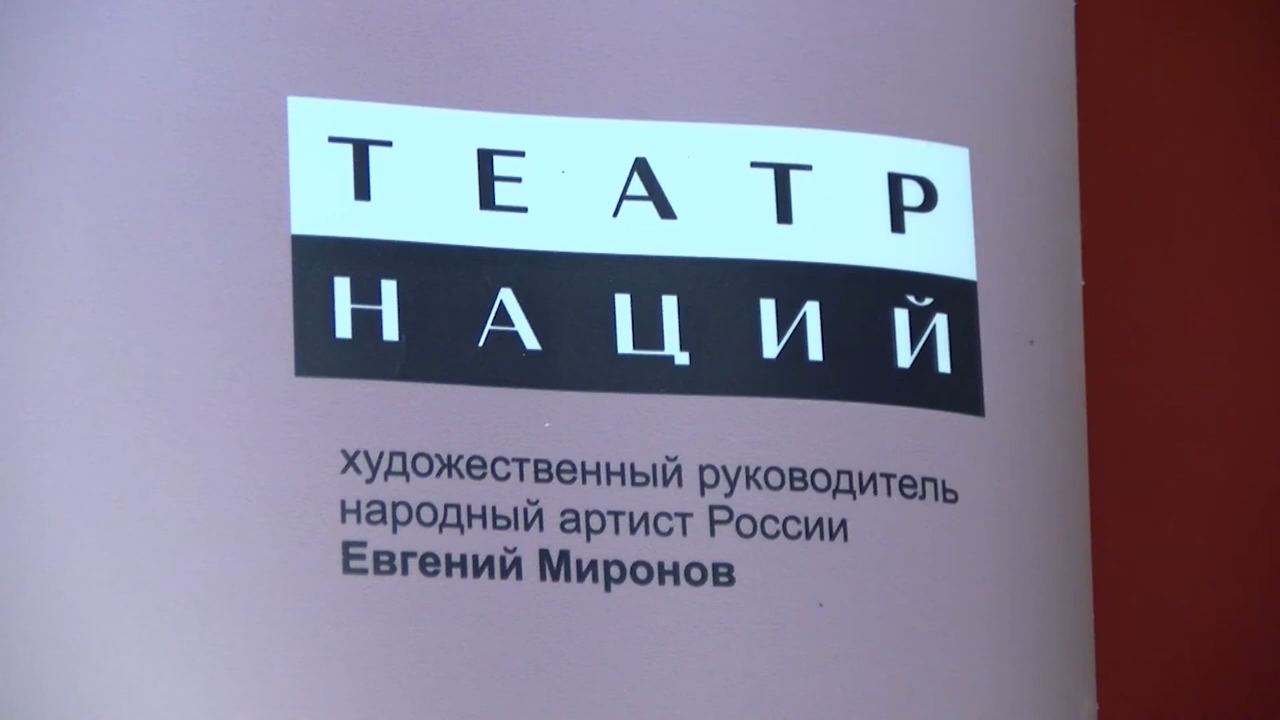 ТЕАТР
НАЦИЙ
художественный руководитель
народный артист России
Евгений Миронов